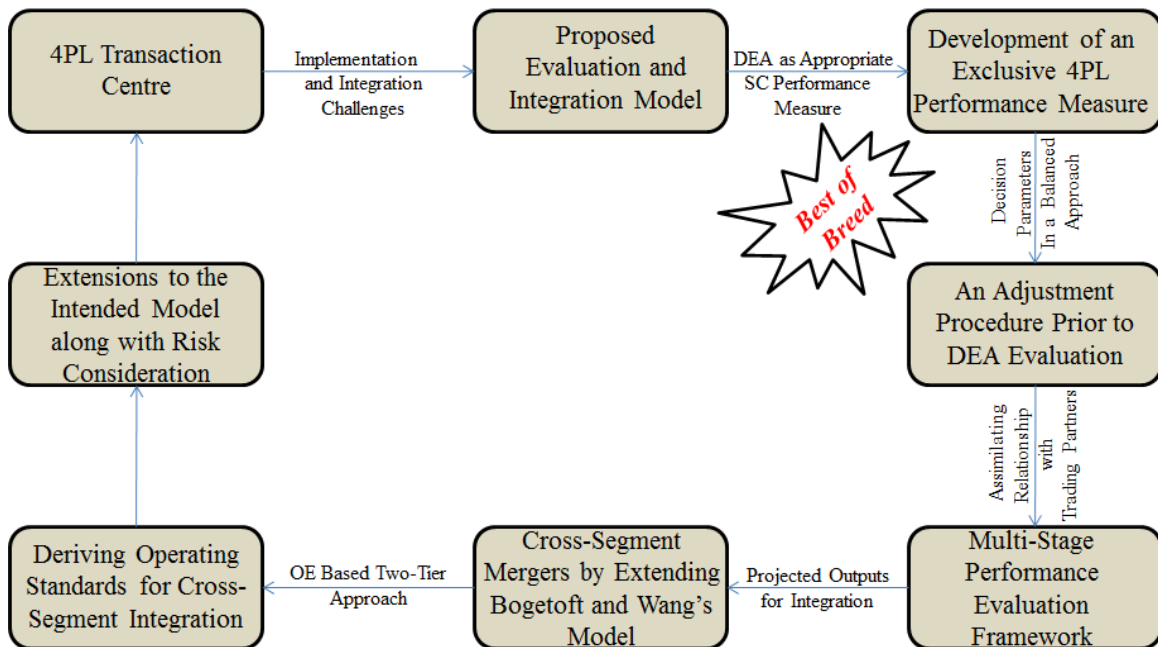 4PL Transaction
Centre
Implementation
and Integration
Challenges
Proposed
Evaluation and
Integration Model
DEA as Appropriate
SC Performance
Measure
Development of an
Exclusive 4PL
Performance Measure
Best of
Breed
Decision
Parameters
In a Balanced
Approach
Extensions to the
Intended Model
along with Risk
Consideration
An Adjustment
Procedure Prior to
DEA Evaluation
Assimilating
Relationship
with
Trading Partners
Deriving Operating
Standards for Cross-
Segment Integration
OE Based Two-Tier
Approach
Cross-Segment
Mergers by Extending
Bogetoft and Wang’s
Model
Projected Outputs
for Integration
Multi-Stage
Performance
Evaluation
Framework